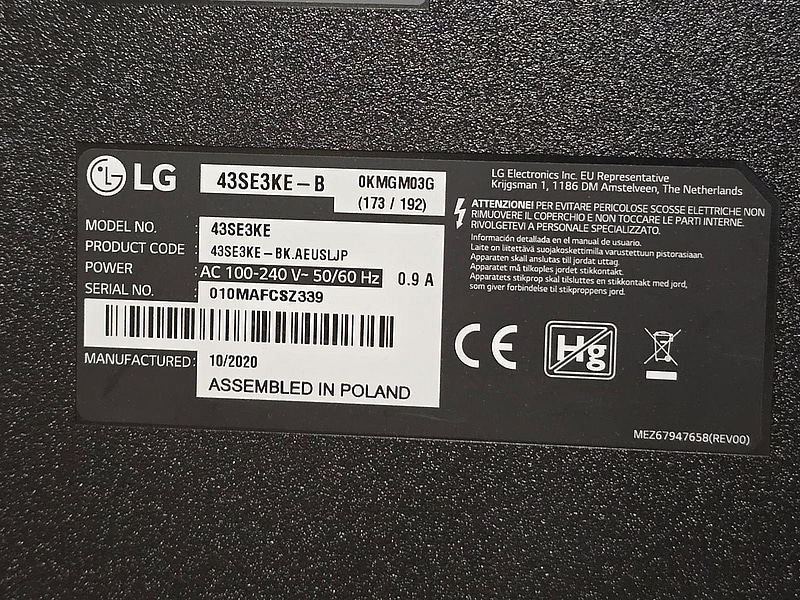 LG
43SE3KE-B
0KMGM03G
(173 / 192)
MODEL NO. : 43SE3KE
PRODUCT CODE : 43SE3KE-BK.AEUSLJP
POWER : AC 100-240 V~ 50/60 Hz 0.9 A
SERIAL NO. : 010MAFCSZ339
MANUFACTURED : 10/2020
ASSEMBLED IN POLAND
LG Electronics Inc. EU Representative
Krijgsman 1, 1186 DM Amstelveen, The Netherlands
ATTENZIONE! PER EVITARE PERICOLOSE SCOSSE ELETTRICHE NON
RIMUOVERE IL COPERCHIO E NON TOCCARE LE PARTI INTERNE.
RIVOLGETEVI A PERSONALE SPECIALIZZATO.
Información detallada en el manual de usuario.
Laite on liitettävä suojakoskettimilla varustettuun pistorasiaan.
Apparaten skall anslutas till jordat uttag.
Apparatet må tilkoples jordet stikkontakt.
Apparatets stikprop skal tilsluttes en stikkontakt med jord,
som giver forbindelse til stikproppens jord.
CE
Hg
MEZ67947658(REV00)